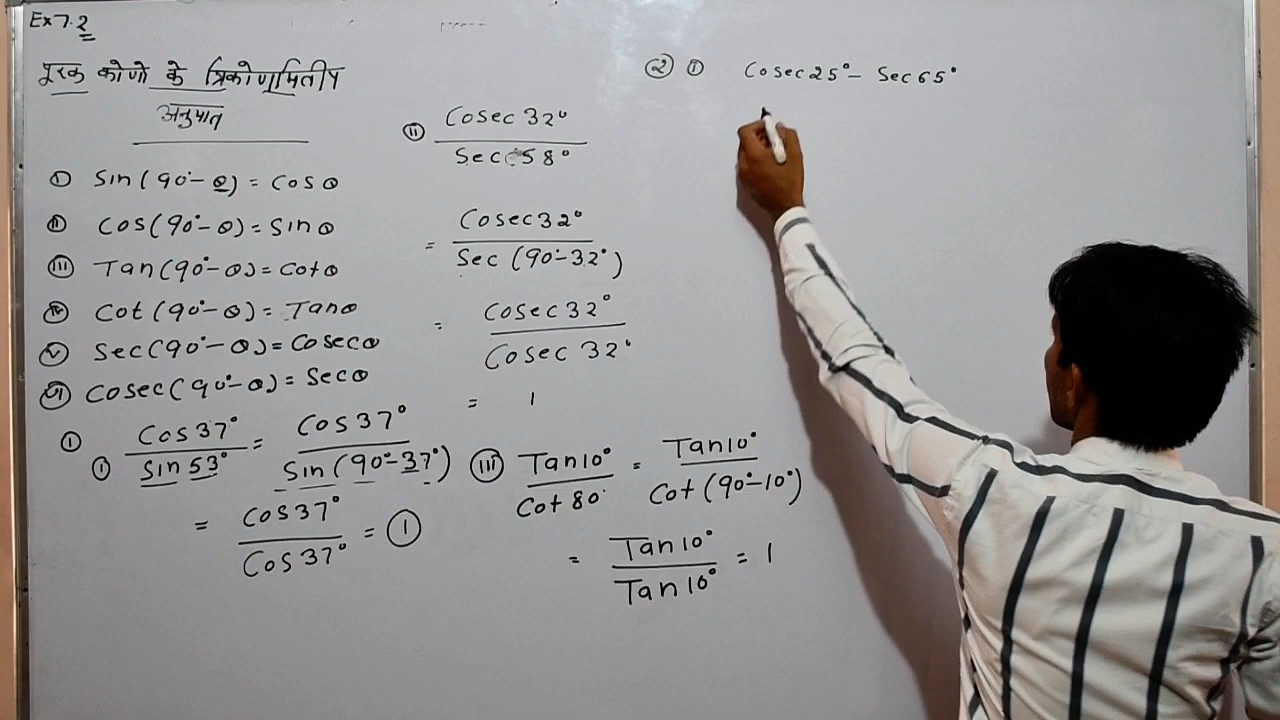 Ex 7.2
पूरक कोणो के त्रिकोणमितीय
अनुपात
① Sin(90°-θ) = Cosθ
② Cos(90°-θ) = Sinθ
③ Tan(90°-θ) = Cotθ
④ Cot(90°-θ) = Tanθ
⑤ Sec(90°-θ) = Cosecθ
⑥ Cosec(90°-θ) = Secθ
① ① Cos37° / Sin53° = Cos37° / Sin(90°-37°)
= Cos37° / Cos37° = ①
② Cosec32° / Sec58°
= Cosec32° / Sec(90°-32°)
= Cosec32° / Cosec32°
= 1
③ Tan10° / Cot80° = Tan10° / Cot(90°-10°)
= Tan10° / Tan10° = 1
② ① Cosec25° - Sec65°